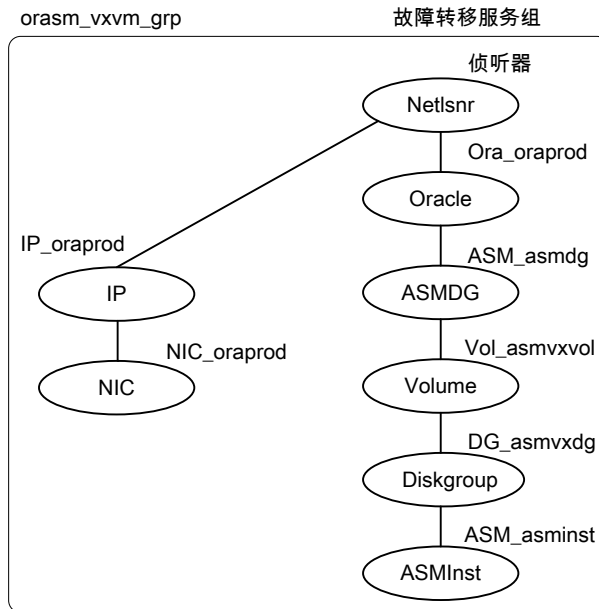 orasm_vxvm_grp
故障转移服务组
侦听器
Netlsnr
Ora_oraprod
Oracle
IP_oraprod
ASM_asmdg
IP
ASMDG
NIC_oraprod
Vol_asmvxvol
NIC
Volume
DG_asmvxdg
Diskgroup
ASM_asminst
ASMInst